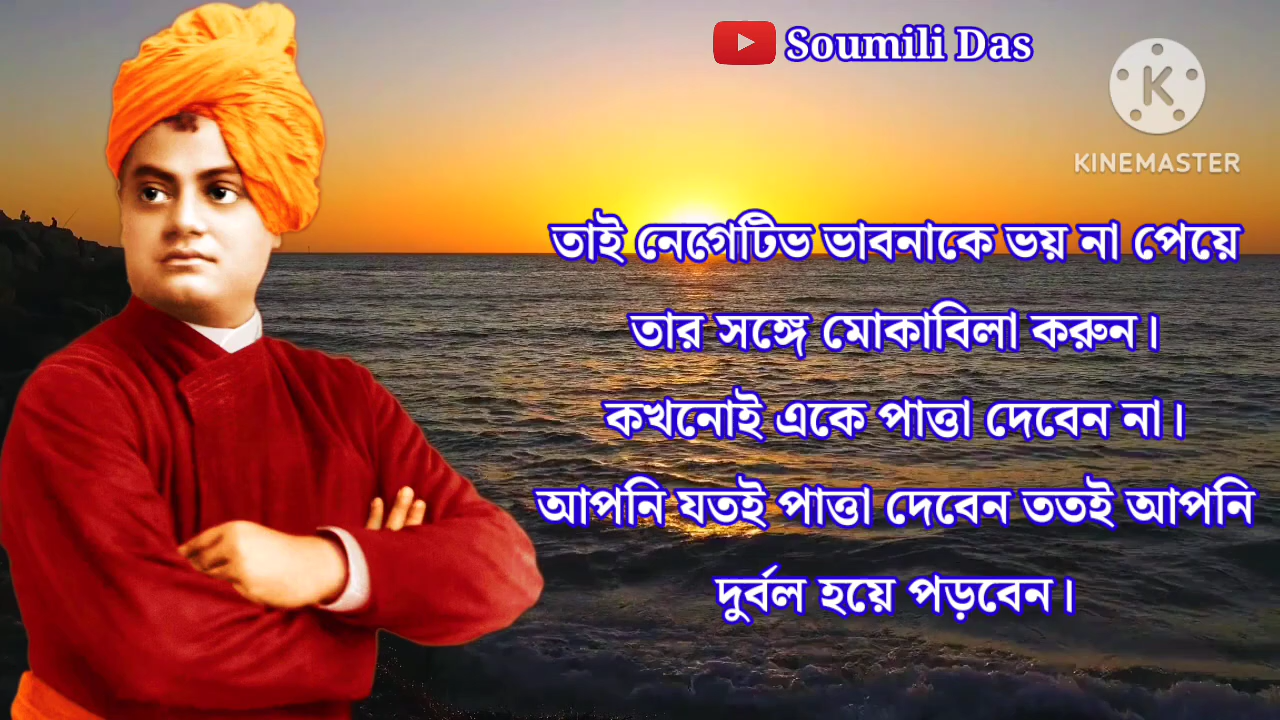 Soumili Das
K
KINEMASTER
তাই নেগেটিভ ভাবনাকে ভয় না পেয়ে
তার সঙ্গে মোকাবিলা করুন।
কখনোই একে পাত্তা দেবেন না।
আপনি যতই পাত্তা দেবেন ততই আপনি
দুর্বল হয়ে পড়বেন।